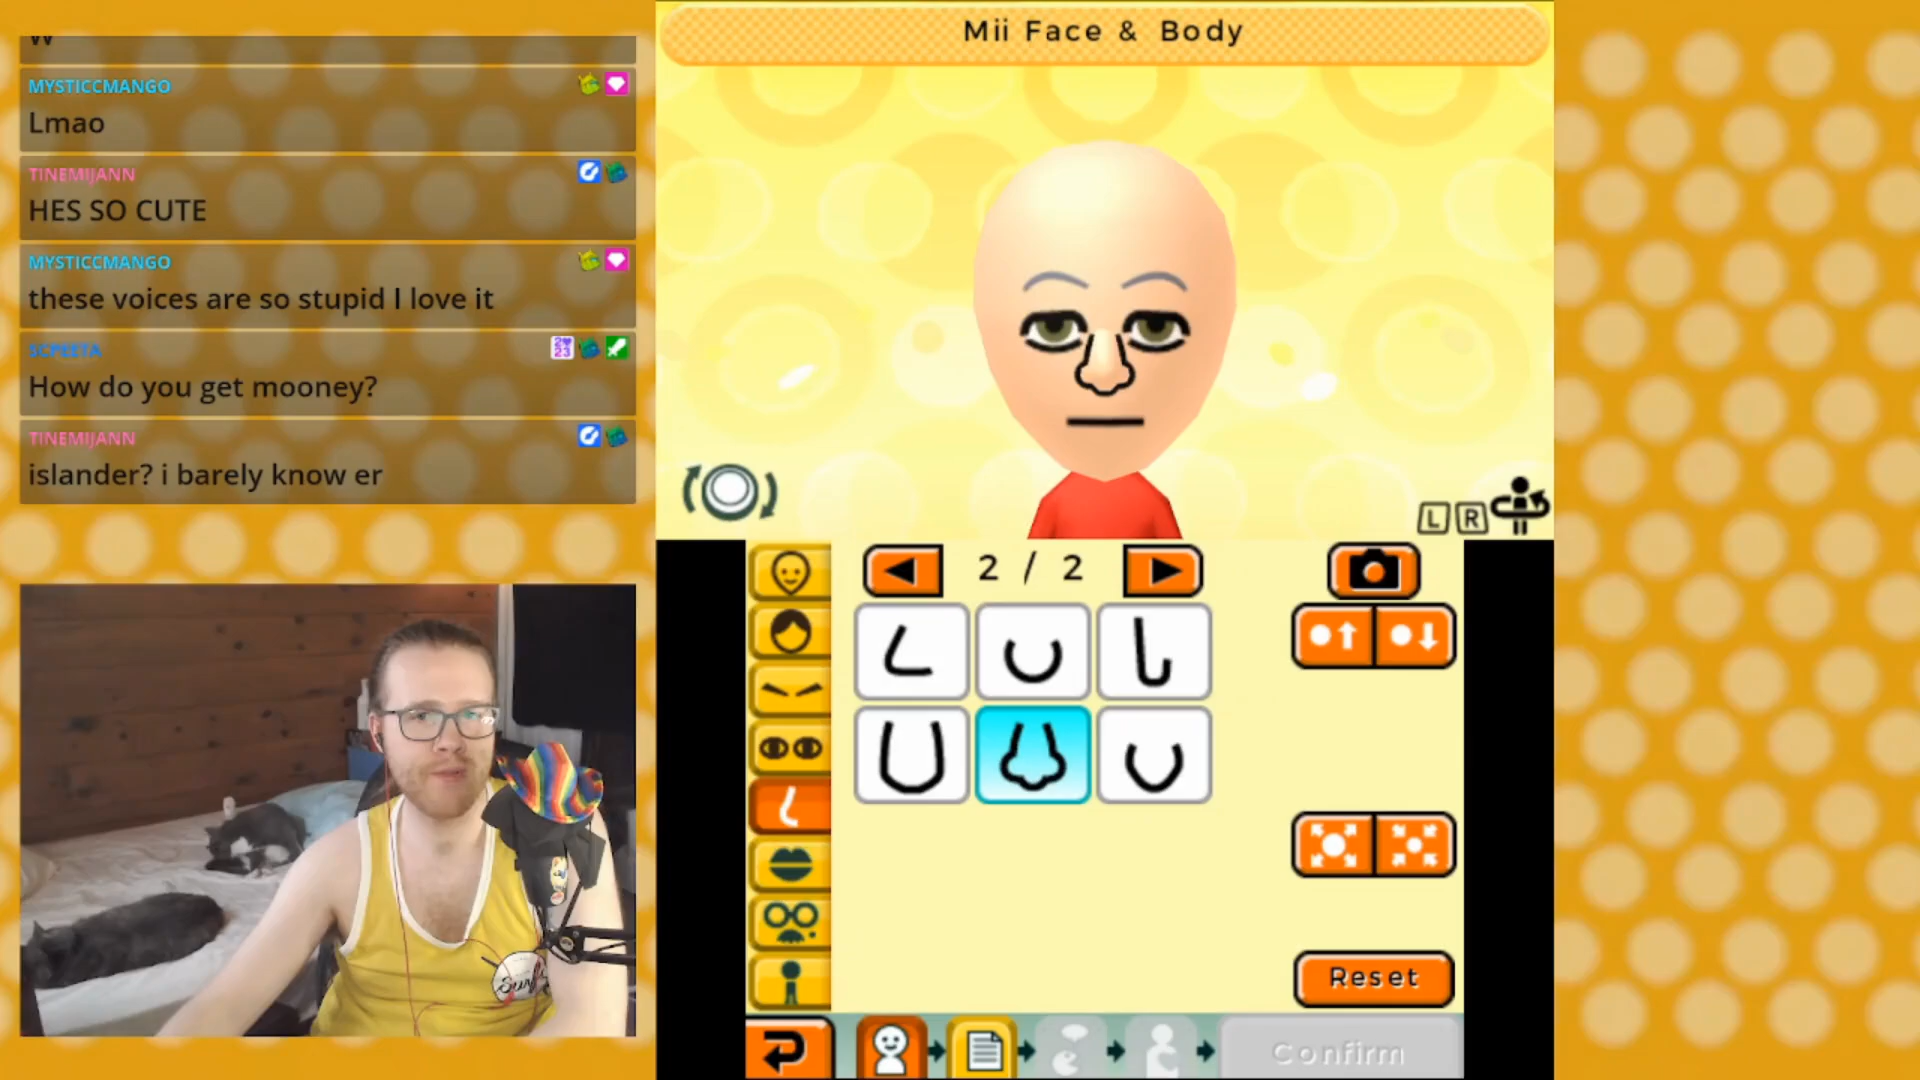 MYSTICCMANGO
Lmao
TINEMIJANN
HES SO CUTE
MYSTICCMANGO
these voices are so stupid I love it
SCPEETA
How do you get mooney?
TINEMIJANN
islander? i barely know er
Mii Face & Body
L R
2 / 2
Reset
Confirm